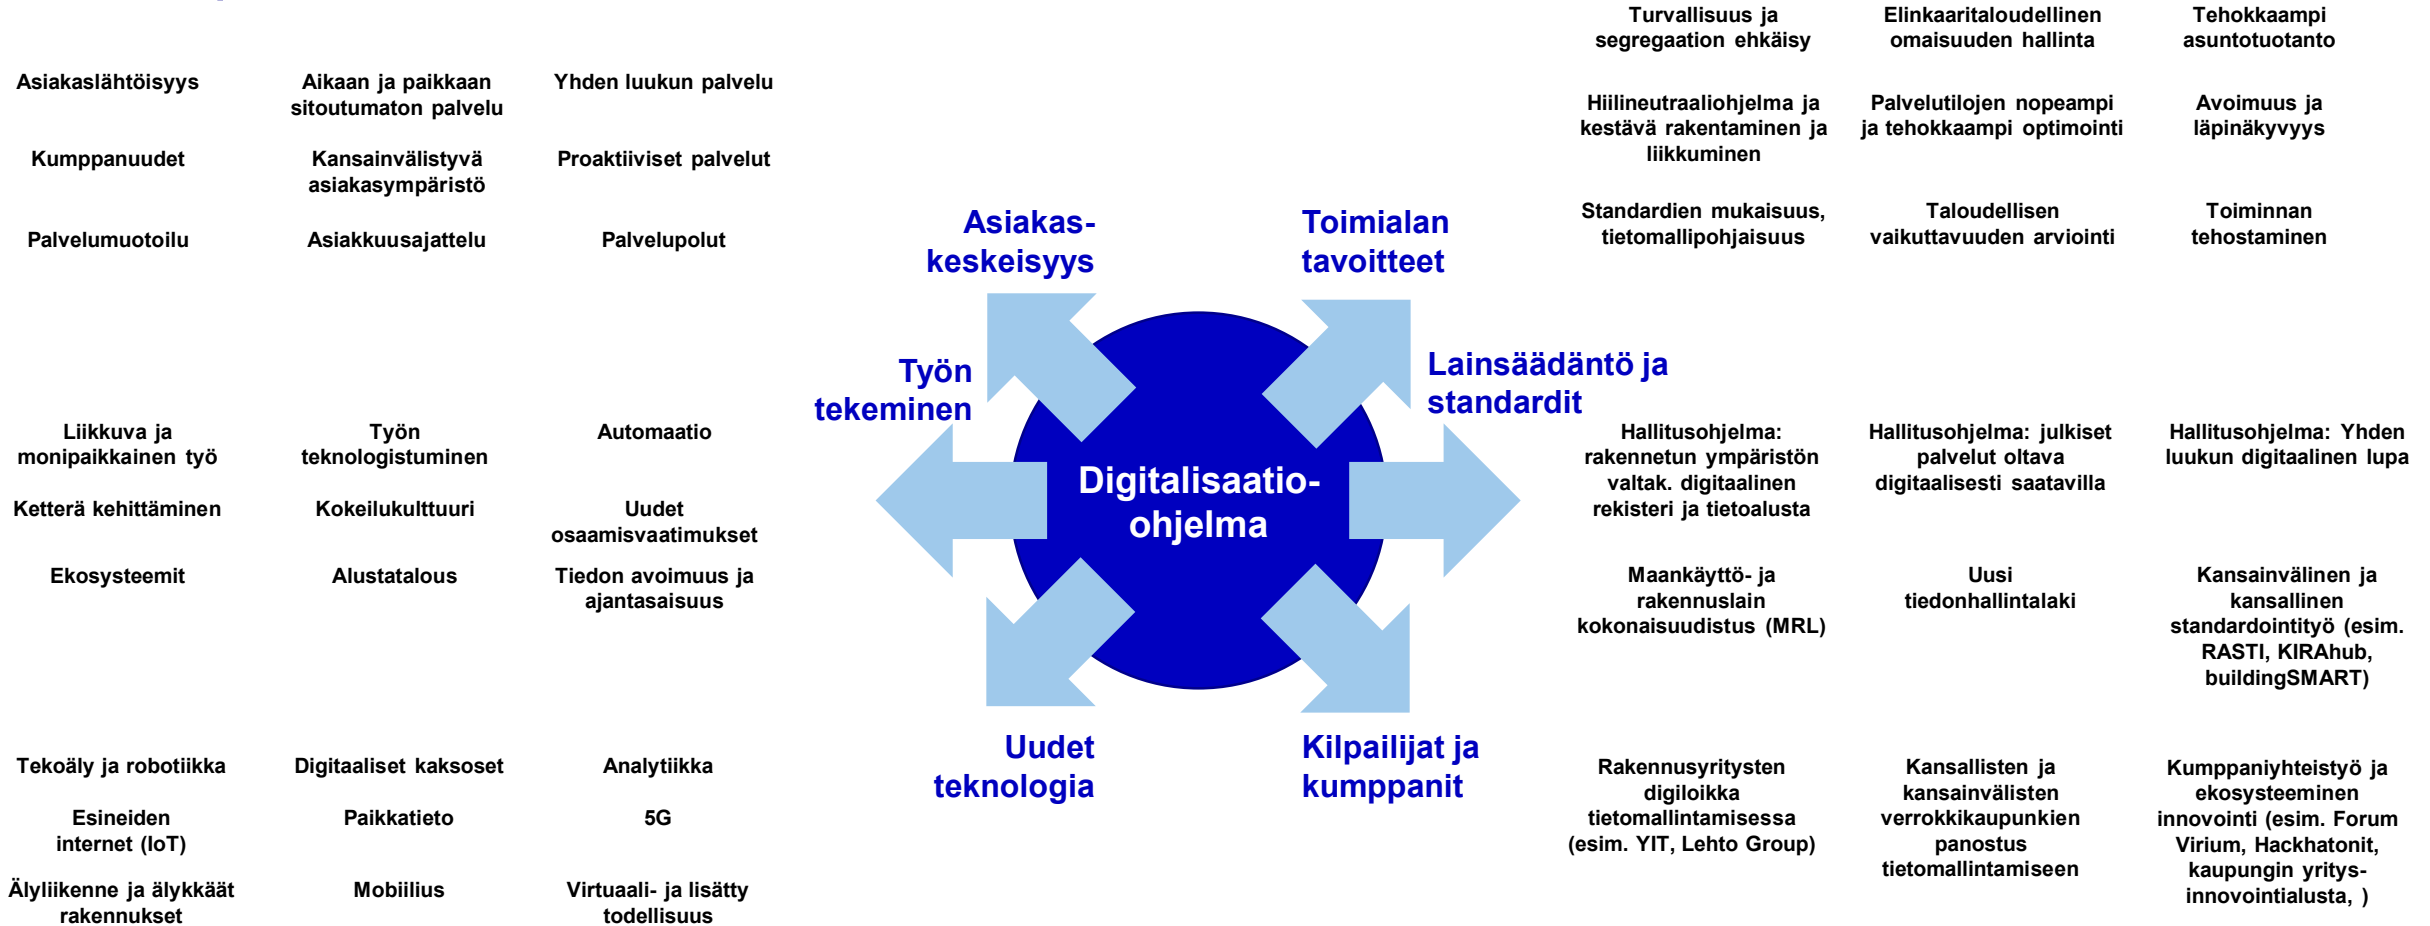 Asiakaslähtöisyys
Aikaan ja paikkaan
sitoutumaton palvelu
Yhden luukun palvelu
Kumppanuudet
Kansainvälistyvä
asiakasympäristö
Proaktiiviset palvelut
Palvelumuotoilu
Asiakkuusajattelu
Palvelupolut
Asiakas-
keskeisyys
Toimialan
tavoitteet
Turvallisuus ja
segregaation ehkäisy
Elinkaaritaloudellinen
omaisuuden hallinta
Tehokkaampi
asuntotuotanto
Hiilineutraaliohjelma ja
kestävä rakentaminen ja
liikkuminen
Palvelutilojen nopeampi
ja tehokkaampi optimointi
Avoimuus ja
läpinäkyvyys
Standardien mukaisuus,
tietomallipohjaisuus
Taloudellisen
vaikuttavuuden arviointi
Toiminnan
tehostaminen
Työn
tekeminen
Liikkuva ja
monipaikkainen työ
Työn
teknologistuminen
Automaatio
Ketterä kehittäminen
Kokeilukulttuuri
Uudet
osaamisvaatimukset
Ekosysteemit
Alustatalous
Tiedon avoimuus ja
ajantasaisuus
Digitalisaatio-
ohjelma
Lainsäädäntö ja
standardit
Hallitusohjelma:
rakennetun ympäristön
valtak. digitaalinen
rekisteri ja tietoalusta
Hallitusohjelma: julkiset
palvelut oltava
digitaalisesti saatavilla
Hallitusohjelma: Yhden
luukun digitaalinen lupa
Maankäyttö- ja
rakennuslain
kokonaisuudistus (MRL)
Uusi
tiedonhallintalaki
Kansainvälinen ja
kansallinen
standardointityö (esim.
RASTI, KIRAhub,
buildingSMART)
Uudet
teknologia
Tekoäly ja robotiikka
Digitaaliset kaksoset
Analytiikka
Esineiden
internet (IoT)
Paikkatieto
5G
Älyliikenne ja älykkäät
rakennukset
Mobiilius
Virtuaali- ja lisätty
todellisuus
Kilpailijat ja
kumppanit
Rakennusyritysten
digiloikka
tietomallintamisessa
(esim. YIT, Lehto Group)
Kansallisten ja
kansainvälisten
verrokkikaupunkien
panostus
tietomallintamiseen
Kumppaniyhteistyö ja
ekosysteeminen
innovointi (esim. Forum
Virium, Hackhatonit,
kaupungin yritys-
innovointialusta, )